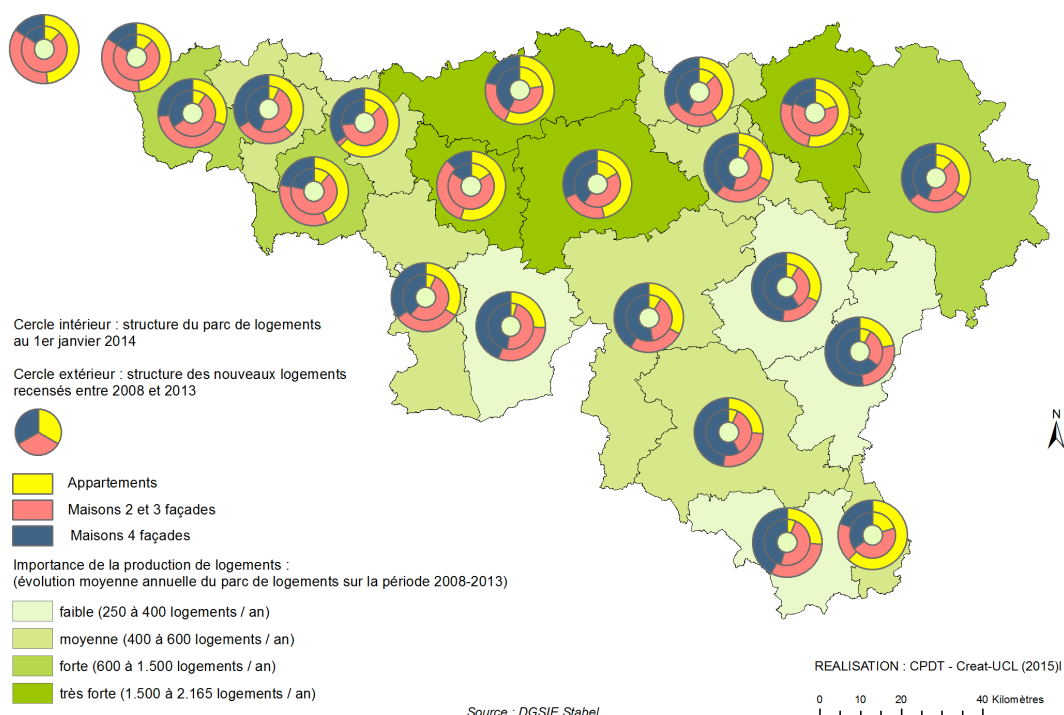 Cercle intérieur : structure du parc de logements
au 1er janvier 2014
Cercle extérieur : structure des nouveaux logements
recensés entre 2008 et 2013
Appartements
Maisons 2 et 3 façades
Maisons 4 façades
Importance de la production de logements :
(évolution moyenne annuelle du parc de logements sur la période 2008-2013)
faible (250 à 400 logements / an)
moyenne (400 à 600 logements / an)
forte (600 à 1.500 logements / an)
très forte (1.500 à 2.165 logements / an)
N
REALISATION : CPDT - Creat-UCL (2015)l
0 10 20 40 Kilomètres
Source : DGSIE Stabel